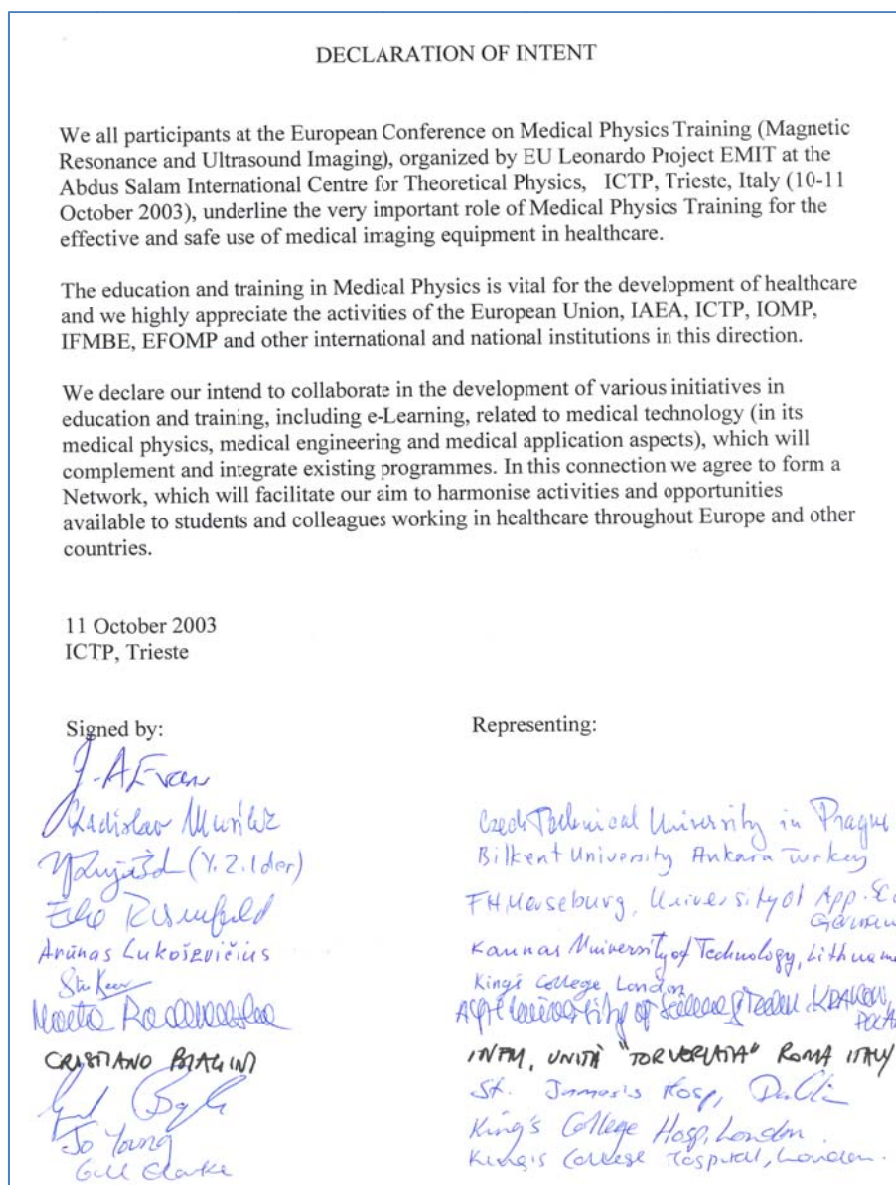 DECLARATION OF INTENT
We all participants at the European Conference on Medical Physics Training (Magnetic
Resonance and Ultrasound Imaging), organized by EU Leonardo Project EMIT at the
Abdus Salam International Centre for Theoretical Physics, ICTP, Trieste, Italy (10-11
October 2003), underline the very important role of Medical Physics Training for the
effective and safe use of medical imaging equipment in healthcare.
The education and training in Medical Physics is vital for the development of healthcare
and we highly appreciate the activities of the European Union, IAEA, ICTP, IOMP,
IFMBE, EFOMP and other international and national institutions in this direction.
We declare our intend to collaborate in the development of various initiatives in
education and training, including e-Learning, related to medical technology (in its
medical physics, medical engineering and medical application aspects), which will
complement and integrate existing programmes. In this connection we agree to form a
Network, which will facilitate our aim to harmonise activities and opportunities
available to students and colleagues working in healthcare throughout Europe and other
countries.
11 October 2003
ICTP, Trieste
Signed by: Representing:
J.A Evans
Czech Technical University in Prague
(Y. Z. Ider) Bilkent University Ankara Turkey
FH Merseburg, University of App. Sc.
Arūnas Lukoševičius Kaunas University of Technology, Lithuania
King's College London
University of Science KRAKOW,
CRISTIANO INFM, UNITÀ "TORVERGATA" ROMA ITALY
St. James's Hosp,
Jo Young King's College Hosp, London.
Gill Clarke King's College Hospital, London.